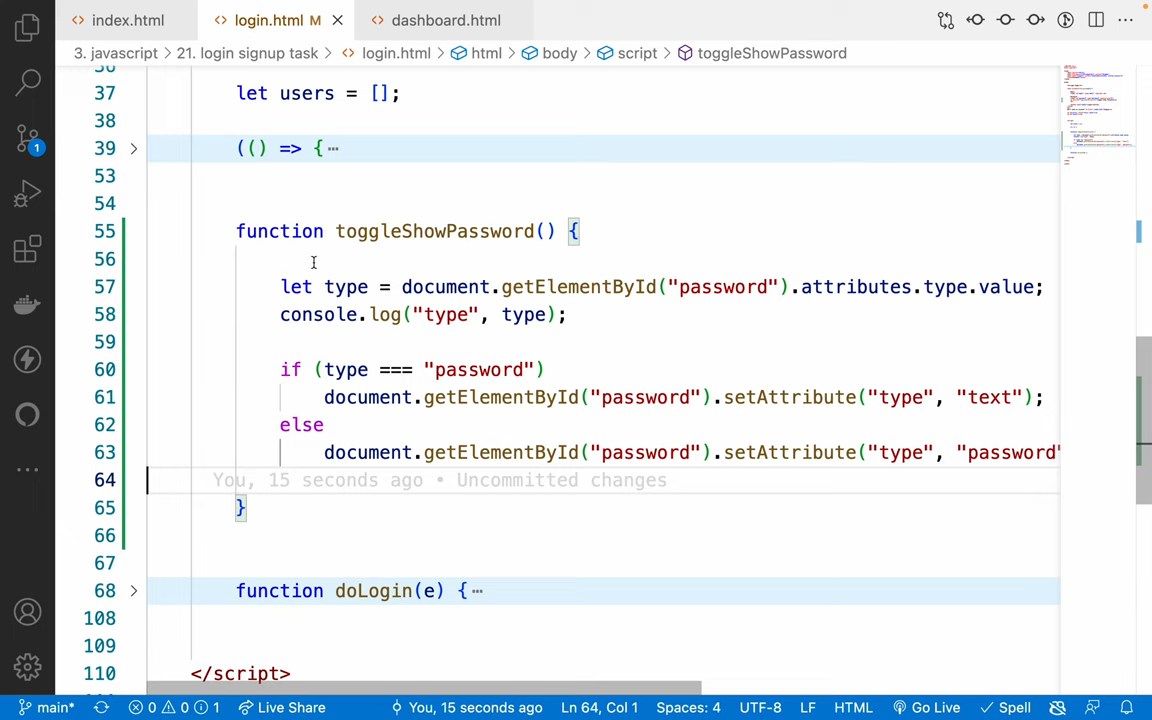 index.html
login.html M
dashboard.html
3. javascript > 21. login signup task > login.html > html > body > script > toggleShowPassword
37 let users = [];
38
39 (() => {
53
54
55 function toggleShowPassword() {
56
57 let type = document.getElementById("password").attributes.type.value;
58 console.log("type", type);
59
60 if (type === "password")
61 document.getElementById("password").setAttribute("type", "text");
62 else
63 document.getElementById("password").setAttribute("type", "password"
64 You, 15 seconds ago • Uncommitted changes
65 }
66
67
68 function doLogin(e) {
108
109
110 </script>
1
main* 0 0 1 Live Share You, 15 seconds ago Ln 64, Col 1 Spaces: 4 UTF-8 LF HTML Go Live Spell